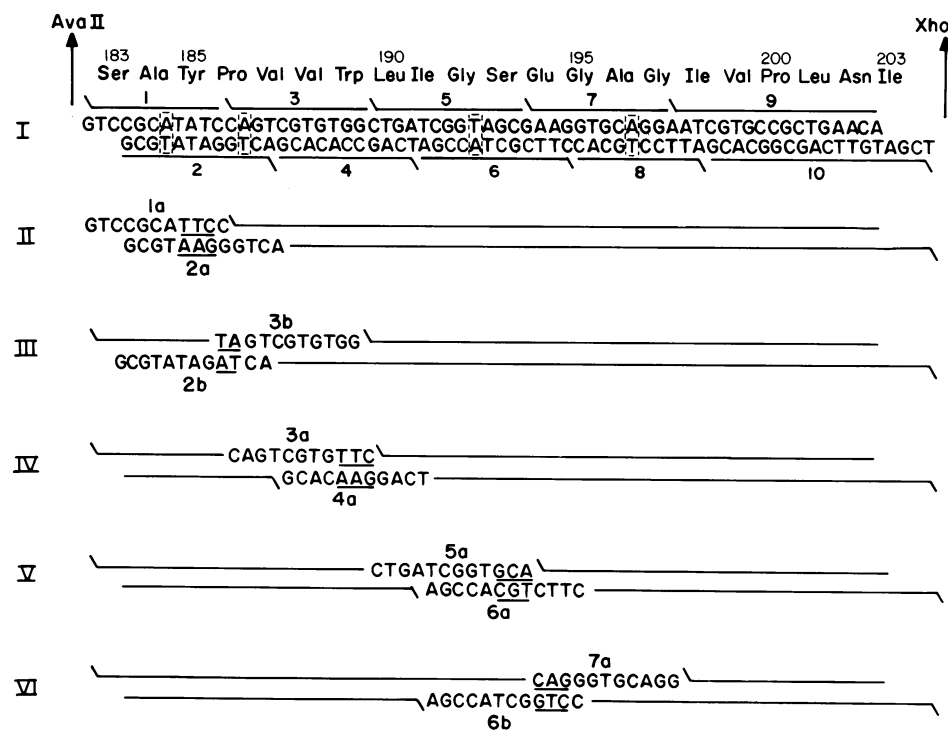 Ava II Xho
183 185 190 195 200 203
Ser Ala Tyr Pro Val Val Trp Leu Ile Gly Ser Glu Gly Ala Gly Ile Val Pro Leu Asn Ile
1 3 5 7 9
I
GTCCGCATATCCAGTCGTGTGGCTGATCGGTAGCGAAGGTGCAGGAATCGTGCCGCTGAACA
GCGTATAGGTCAGCACACCGACTAGCCATCGCTTCCACGTCCTTAGCACGGCGACTTGTAGCT
2 4 6 8 10
1a
II
GTCCGCATTCC
GCGTAAGGGTCA
2a
3b
III
TAGTCGTGTGG
GCGTATAGATCA
2b
3a
IV
CAGTCGTGTTC
GCACAAGGACT
4a
5a
V
CTGATCGGTGCA
AGCCACGTCTTC
6a
7a
VI
CAGGGTGCAGG
AGCCATCGGTCC
6b